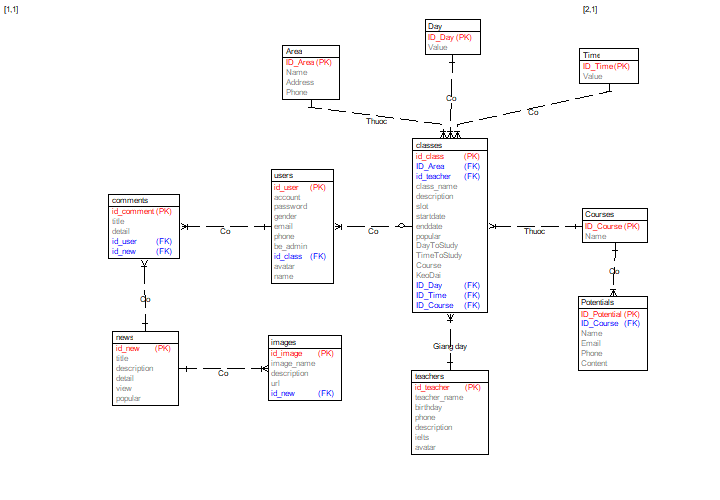 [1,1]
[2,1]
Day
ID_Day (PK)
Value
Area
ID_Area (PK)
Name
Address
Phone
Time
ID_Time (PK)
Value
Thuoc
Co
Co
classes
id_class (PK)
ID_Area (FK)
id_teacher (FK)
class_name
description
slot
startdate
enddate
popular
DayToStudy
TimeToStudy
Course
KeoDai
ID_Day (FK)
ID_Time (FK)
ID_Course (FK)
users
id_user (PK)
account
password
gender
email
phone
be_admin
id_class (FK)
avatar
name
comments
id_comment (PK)
title
detail
id_user (FK)
id_new (FK)
Co
Co
Thuoc
Courses
ID_Course (PK)
Name
Co
Co
Potentials
ID_Potential (PK)
ID_Course (FK)
Name
Email
Phone
Content
news
id_new (PK)
title
description
detail
view
popular
Co
images
id_image (PK)
image_name
description
url
id_new (FK)
Giang day
teachers
id_teacher (PK)
teacher_name
birthday
phone
description
ielts
avatar